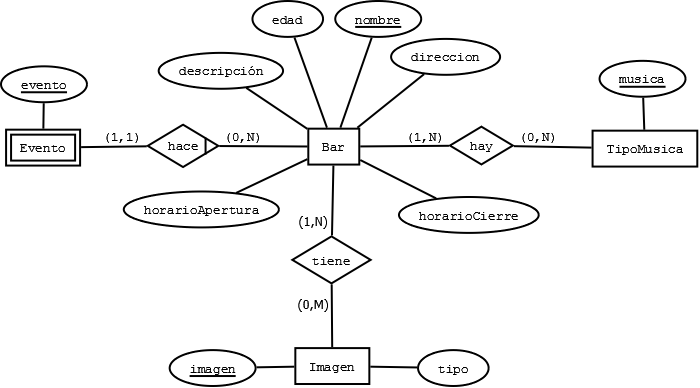 edad
nombre
descripción
direccion
evento
musica
Evento
(1,1)
hace
(0,N)
Bar
(1,N)
hay
(0,N)
TipoMusica
horarioApertura
horarioCierre
(1,N)
tiene
(0,M)
imagen
Imagen
tipo